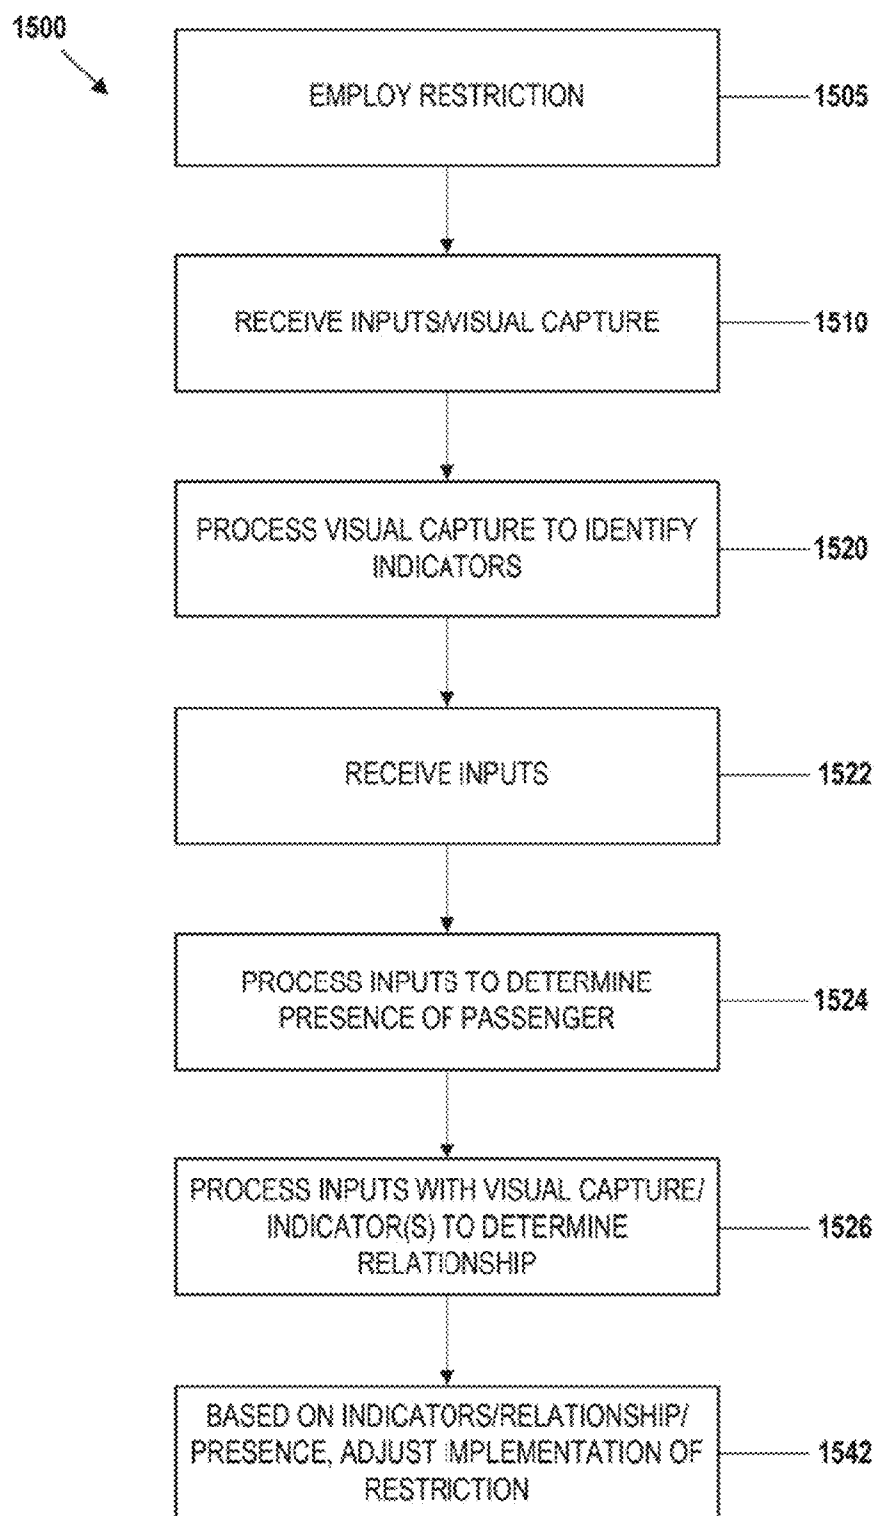 1500
EMPLOY RESTRICTION
1505
RECEIVE INPUTS/VISUAL CAPTURE
1510
PROCESS VISUAL CAPTURE TO IDENTIFY
INDICATORS
1520
RECEIVE INPUTS
1522
PROCESS INPUTS TO DETERMINE
PRESENCE OF PASSENGER
1524
PROCESS INPUTS WITH VISUAL CAPTURE/
INDICATOR(S) TO DETERMINE
RELATIONSHIP
1526
BASED ON INDICATORS/RELATIONSHIP/
PRESENCE, ADJUST IMPLEMENTATION OF
RESTRICTION
1542